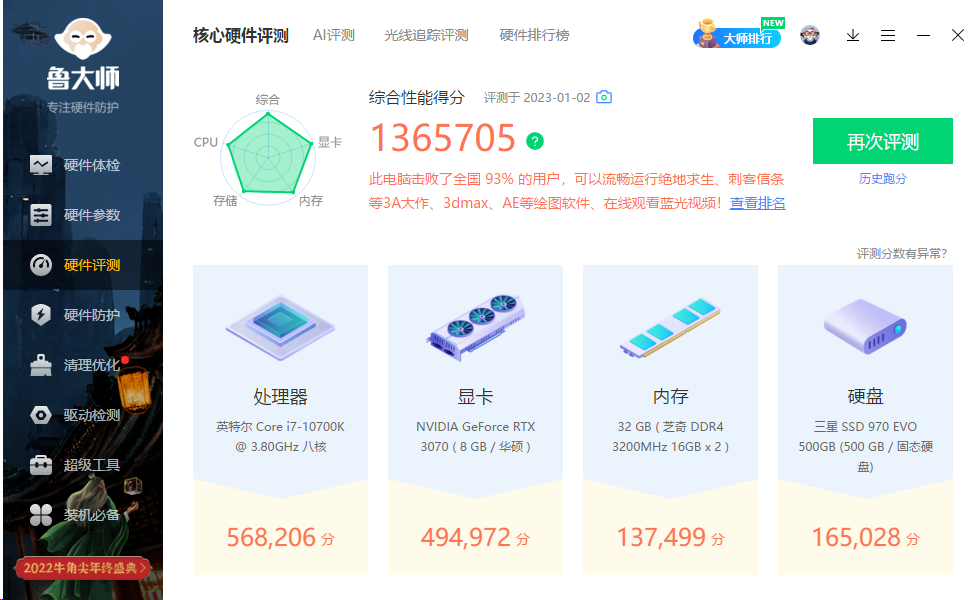 鲁大师
专注硬件防护
硬件体检
硬件参数
硬件评测
硬件防护
清理优化
驱动检测
超级工具
装机必备
2022牛角尖年终盛典>
核心硬件评测 AI评测 光线追踪评测 硬件排行榜
大师排行 NEW
综合
CPU 显卡
存储 内存
综合性能得分 评测于 2023-01-02
1365705 ?
此电脑击败了全国 93% 的用户，可以流畅运行绝地求生、刺客信条
等3A大作、3dmax、AE等绘图软件、在线观看蓝光视频！查看排名
再次评测
历史跑分
评测分数有异常?
处理器
英特尔 Core i7-10700K
@ 3.80GHz 八核
568,206 分
显卡
NVIDIA GeForce RTX
3070 ( 8 GB / 华硕 )
494,972 分
内存
32 GB ( 芝奇 DDR4
3200MHz 16GB x 2 )
137,499 分
硬盘
三星 SSD 970 EVO
500GB (500 GB / 固态硬
盘)
165,028 分